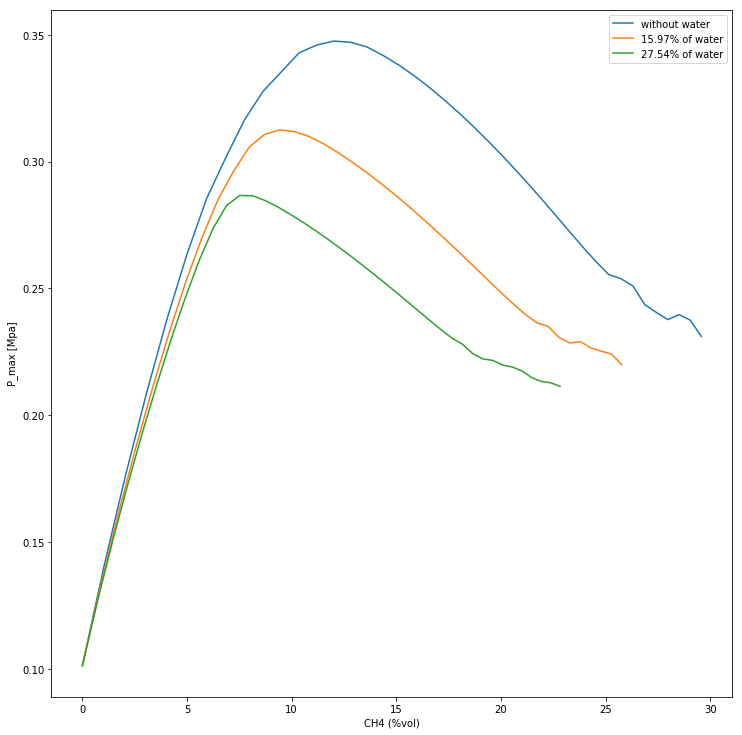 without water
15.97% of water
27.54% of water
0.35
0.30
0.25
0.20
0.15
0.10
P_max [Mpa]
0 5 10 15 20 25 30
CH4 (%vol)